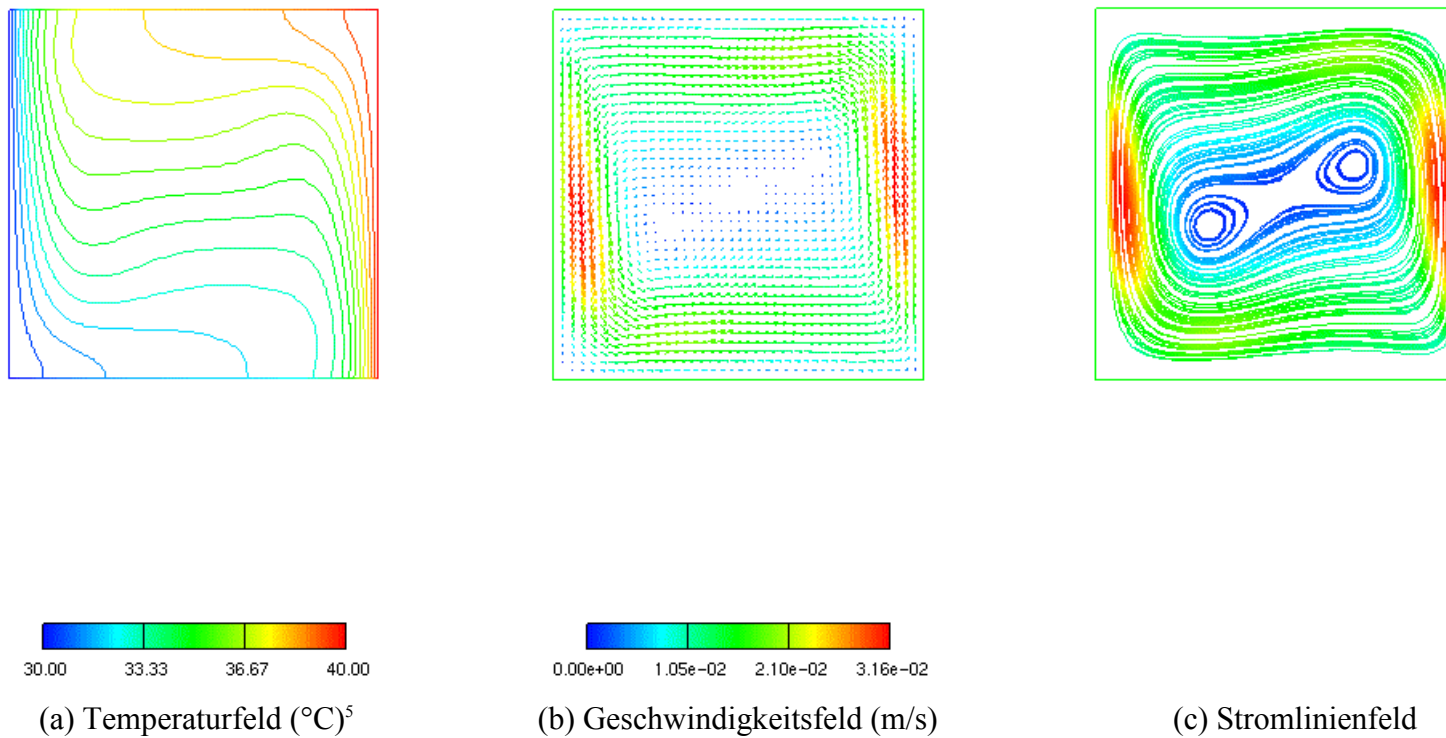 30.00 33.33 36.67 40.00
0.00e+00 1.05e-02 2.10e-02 3.16e-02
(a) Temperaturfeld (°C)⁵
(b) Geschwindigkeitsfeld (m/s)
(c) Stromlinienfeld